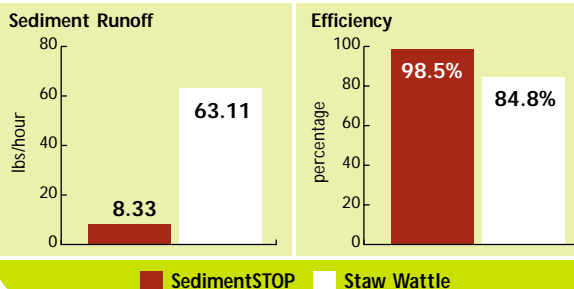 Sediment Runoff
80
60
40
20
0
lbs/hour
8.33
63.11
Efficiency
100
80
60
40
20
0
percentage
98.5%
84.8%
SedimentSTOP
Staw Wattle